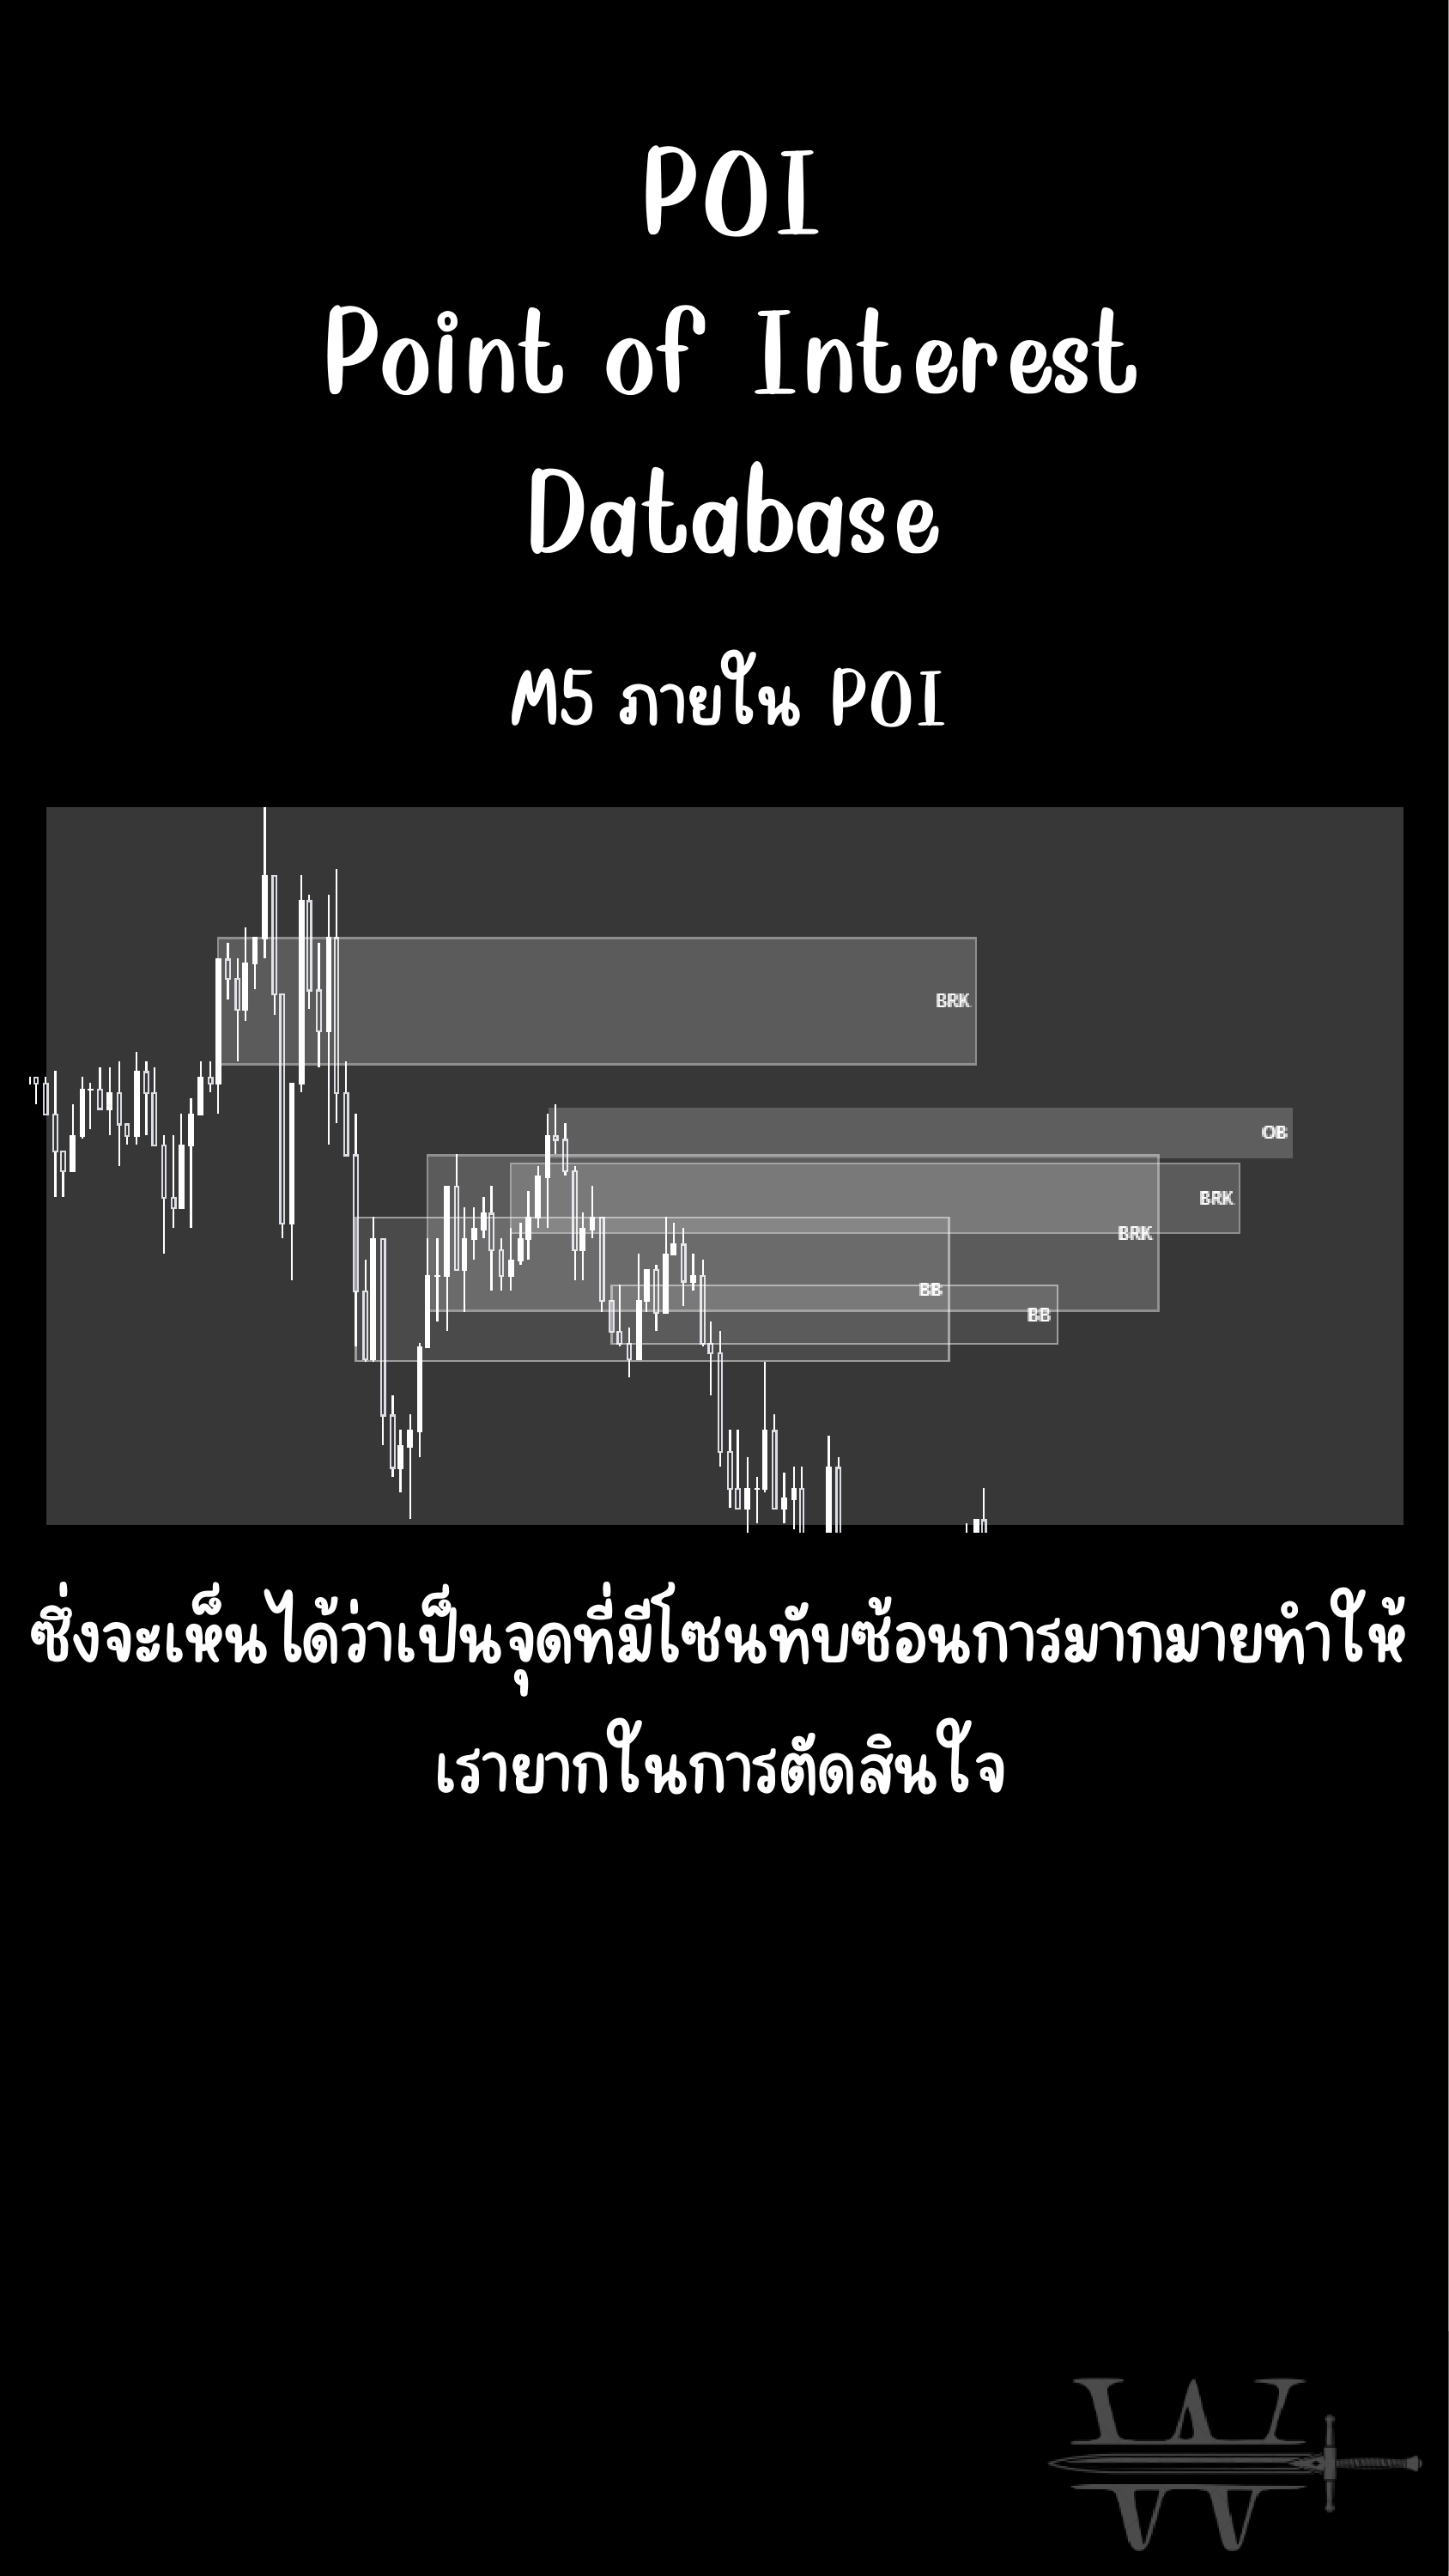 POI
Point of Interest
Database
M5 ภายใน POI
BRK
OB
BRK
BRK
BB
BB
ซึ่งจะเห็นได้ว่าเป็นจุดที่มีโซนทับซ้อนการมากมายทำให้
เรายากในการตัดสินใจ
W